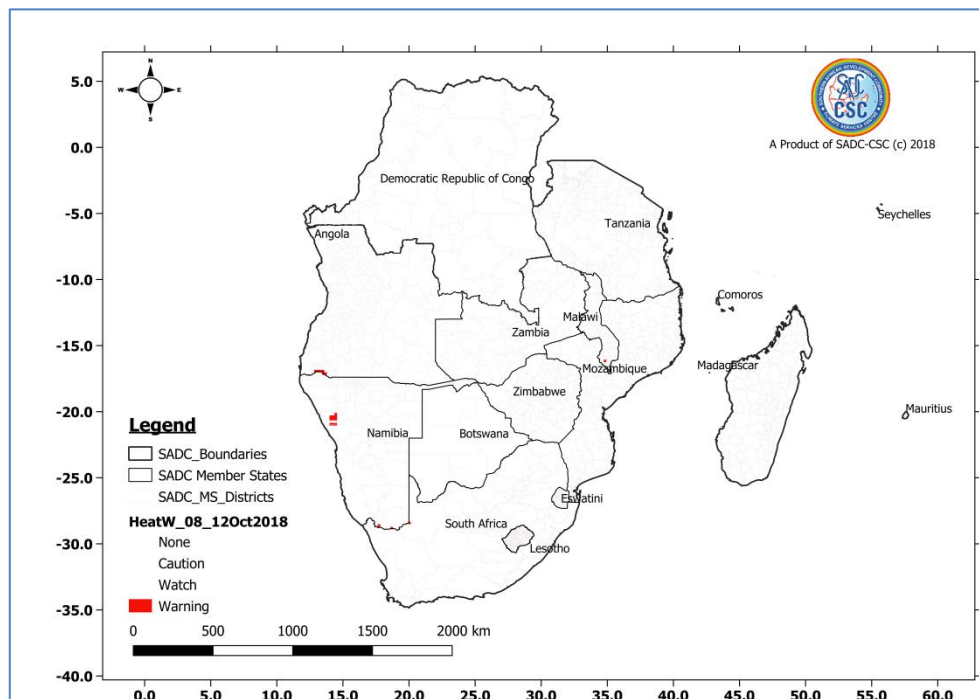 N
W E
S
5.0
0.0
-5.0
-10.0
-15.0
-20.0
-25.0
-30.0
-35.0
-40.0
SADC
CSC
A Product of SADC-CSC (c) 2018
Democratic Republic of Congo
Tanzania
Seychelles
Angola
Comoros
Malawi
Zambia
Mozambique
Madagascar
Zimbabwe
Mauritius
Namibia
Botswana
Eswatini
South Africa
Lesotho
Legend
SADC_Boundaries
SADC Member States
SADC_MS_Districts
HeatW_08_12Oct2018
None
Caution
Watch
Warning
0 500 1000 1500 2000 km
0.0 5.0 10.0 15.0 20.0 25.0 30.0 35.0 40.0 45.0 50.0 55.0 60.0